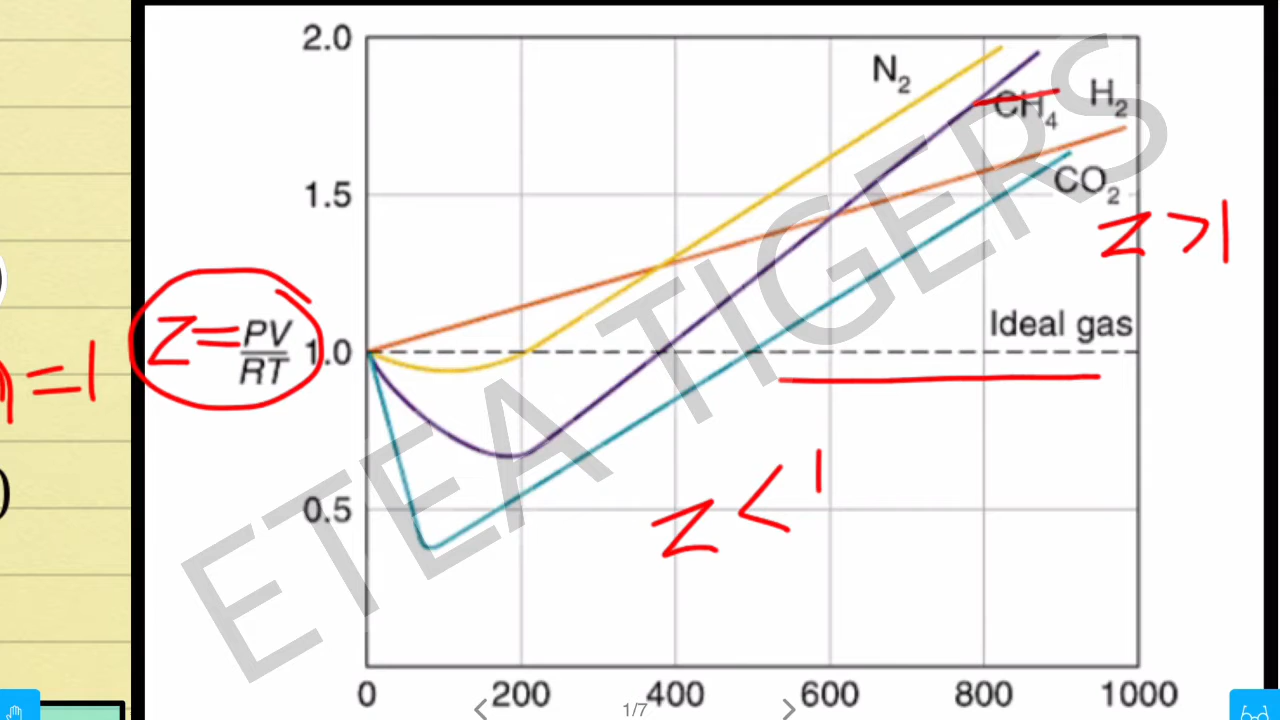 2.0
N2
CH4
H2
1.5
CO2
z >1
Z= PV
RT
1.0
Ideal gas
=1
0.5
z < 1
0
200
400
600
800
1000
1/7
ETEA TIGERS